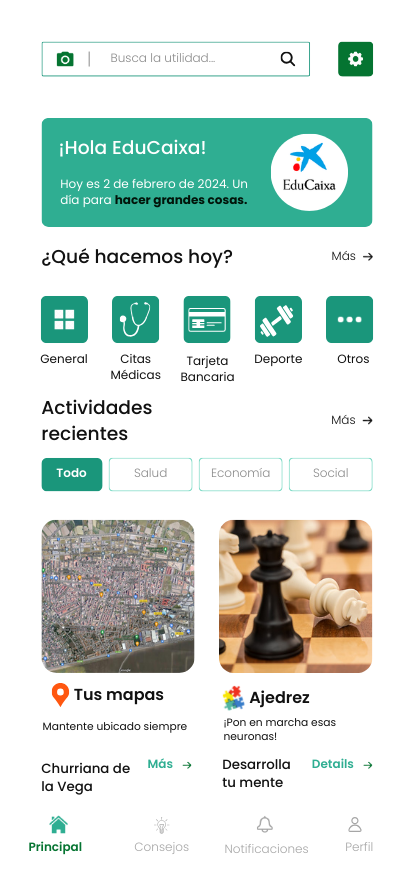 Busca la utilidad...
¡Hola EduCaixa!
Hoy es 2 de febrero de 2024. Un
día para hacer grandes cosas.
EduCaixa
¿Qué hacemos hoy?
Más
General
Citas
Médicas
Tarjeta
Bancaria
Deporte
Otros
Actividades
recientes
Más
Todo
Salud
Economía
Social
Tus mapas
Mantente ubicado siempre
Churriana de
la Vega
Más
Ajedrez
¡Pon en marcha esas
neuronas!
Desarrolla
tu mente
Details
Principal
Consejos
Notificaciones
Perfil